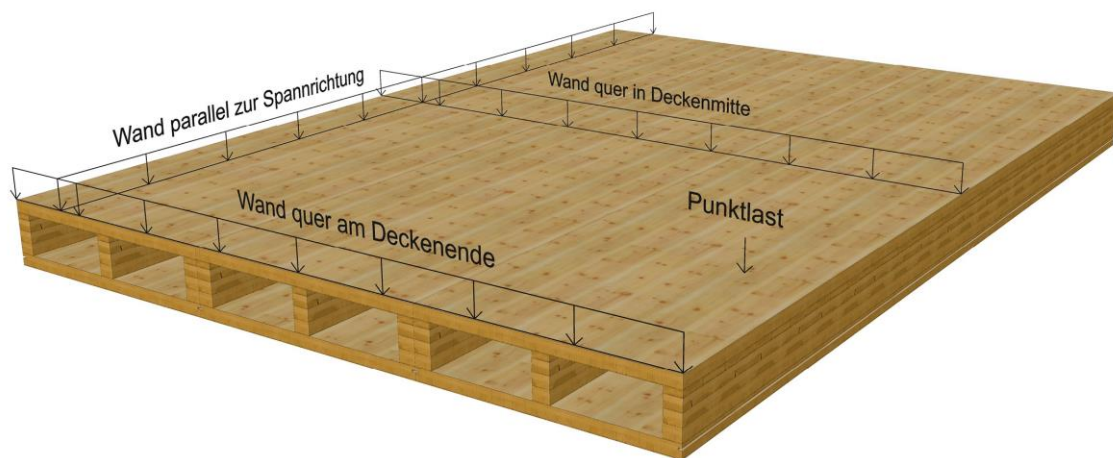 Wand parallel zur Spannrichtung
Wand quer in Deckenmitte
Wand quer am Deckenende
Punktlast